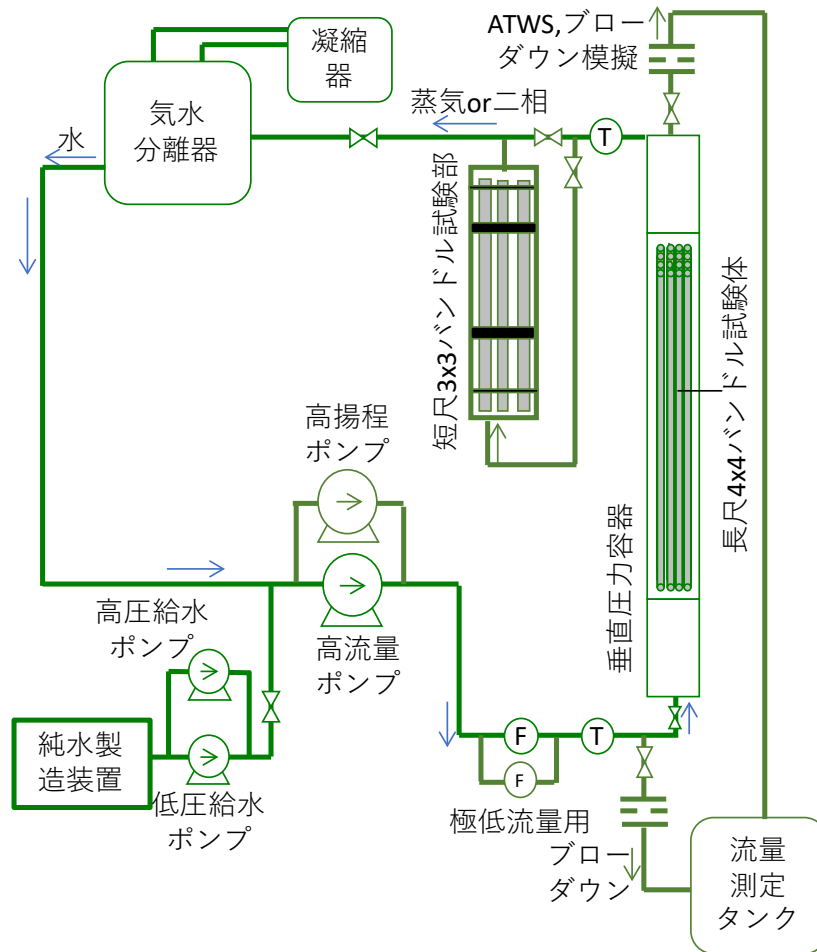 ATWS,ブロー
ダウン模擬
凝縮
器
蒸気or二相
気水
分離器
水
T
短尺3x3バンドル試験部
長尺4x4バンドル試験体
高揚程
ポンプ
垂直圧力容器
高圧給水
ポンプ
高流量
ポンプ
純水製
造装置
低圧給水
ポンプ
F
T
F
極低流量用
ブロー
ダウン
流量
測定
タンク